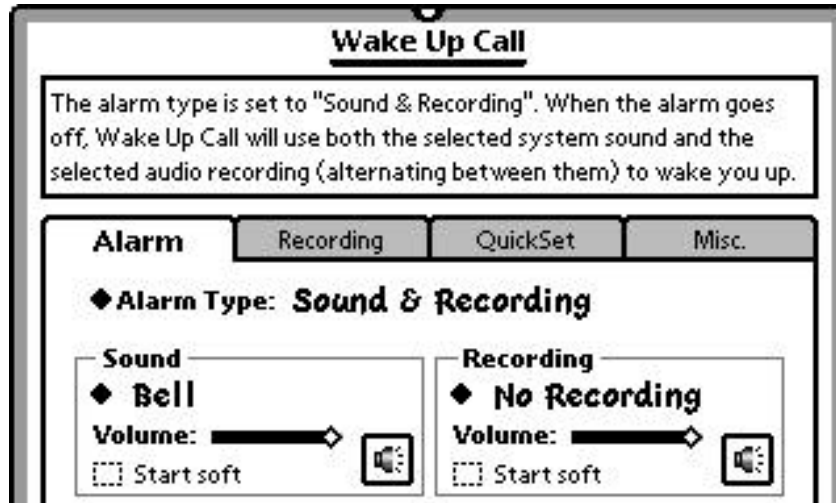 Wake Up Call
The alarm type is set to "Sound & Recording". When the alarm goes
off, Wake Up Call will use both the selected system sound and the
selected audio recording (alternating between them) to wake you up.
Alarm Recording QuickSet Misc.
◆Alarm Type: Sound & Recording
Sound
◆ Bell
Volume:
Start soft
Recording
◆ No Recording
Volume:
Start soft